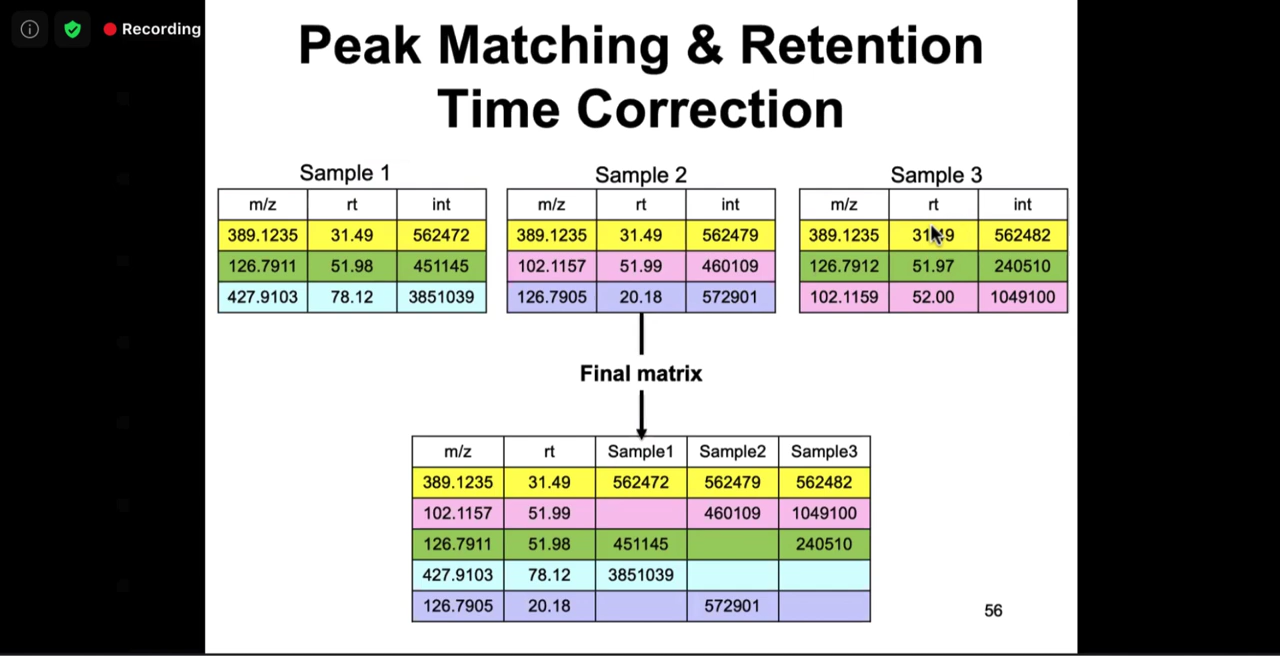 Recording
Peak Matching & Retention
Time Correction
Sample 1
m/z rt int
389.1235 31.49 562472
126.7911 51.98 451145
427.9103 78.12 3851039
Sample 2
m/z rt int
389.1235 31.49 562479
102.1157 51.99 460109
126.7905 20.18 572901
Sample 3
m/z rt int
389.1235 31.49 562482
126.7912 51.97 240510
102.1159 52.00 1049100
Final matrix
m/z rt Sample1 Sample2 Sample3
389.1235 31.49 562472 562479 562482
102.1157 51.99 460109 1049100
126.7911 51.98 451145 240510
427.9103 78.12 3851039
126.7905 20.18 572901
56